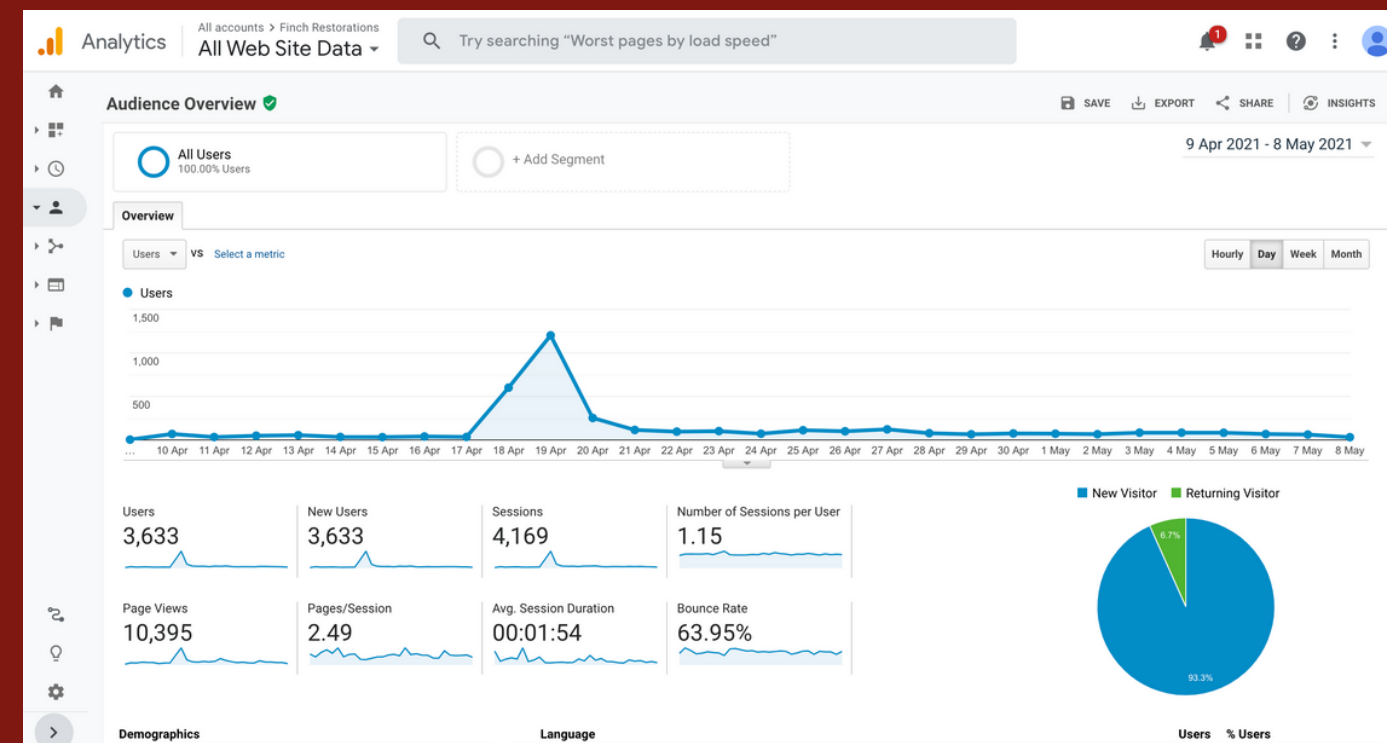 All accounts > Finch Restorations
Analytics
All Web Site Data
Try searching “Worst pages by load speed”
1
Audience Overview
SAVE EXPORT SHARE INSIGHTS
All Users
100.00% Users
+ Add Segment
9 Apr 2021 - 8 May 2021
Overview
Users VS Select a metric
Hourly Day Week Month
Users
1,500
1,000
500
... 10 Apr 11 Apr 12 Apr 13 Apr 14 Apr 15 Apr 16 Apr 17 Apr 18 Apr 19 Apr 20 Apr 21 Apr 22 Apr 23 Apr 24 Apr 25 Apr 26 Apr 27 Apr 28 Apr 29 Apr 30 Apr 1 May 2 May 3 May 4 May 5 May 6 May 7 May 8 May
New Visitor Returning Visitor
Users New Users Sessions Number of Sessions per User
3,633 3,633 4,169 1.15
6.7%
Page Views Pages/Session Avg. Session Duration Bounce Rate
10,395 2.49 00:01:54 63.95%
93.3%
Demographics Language Users % Users